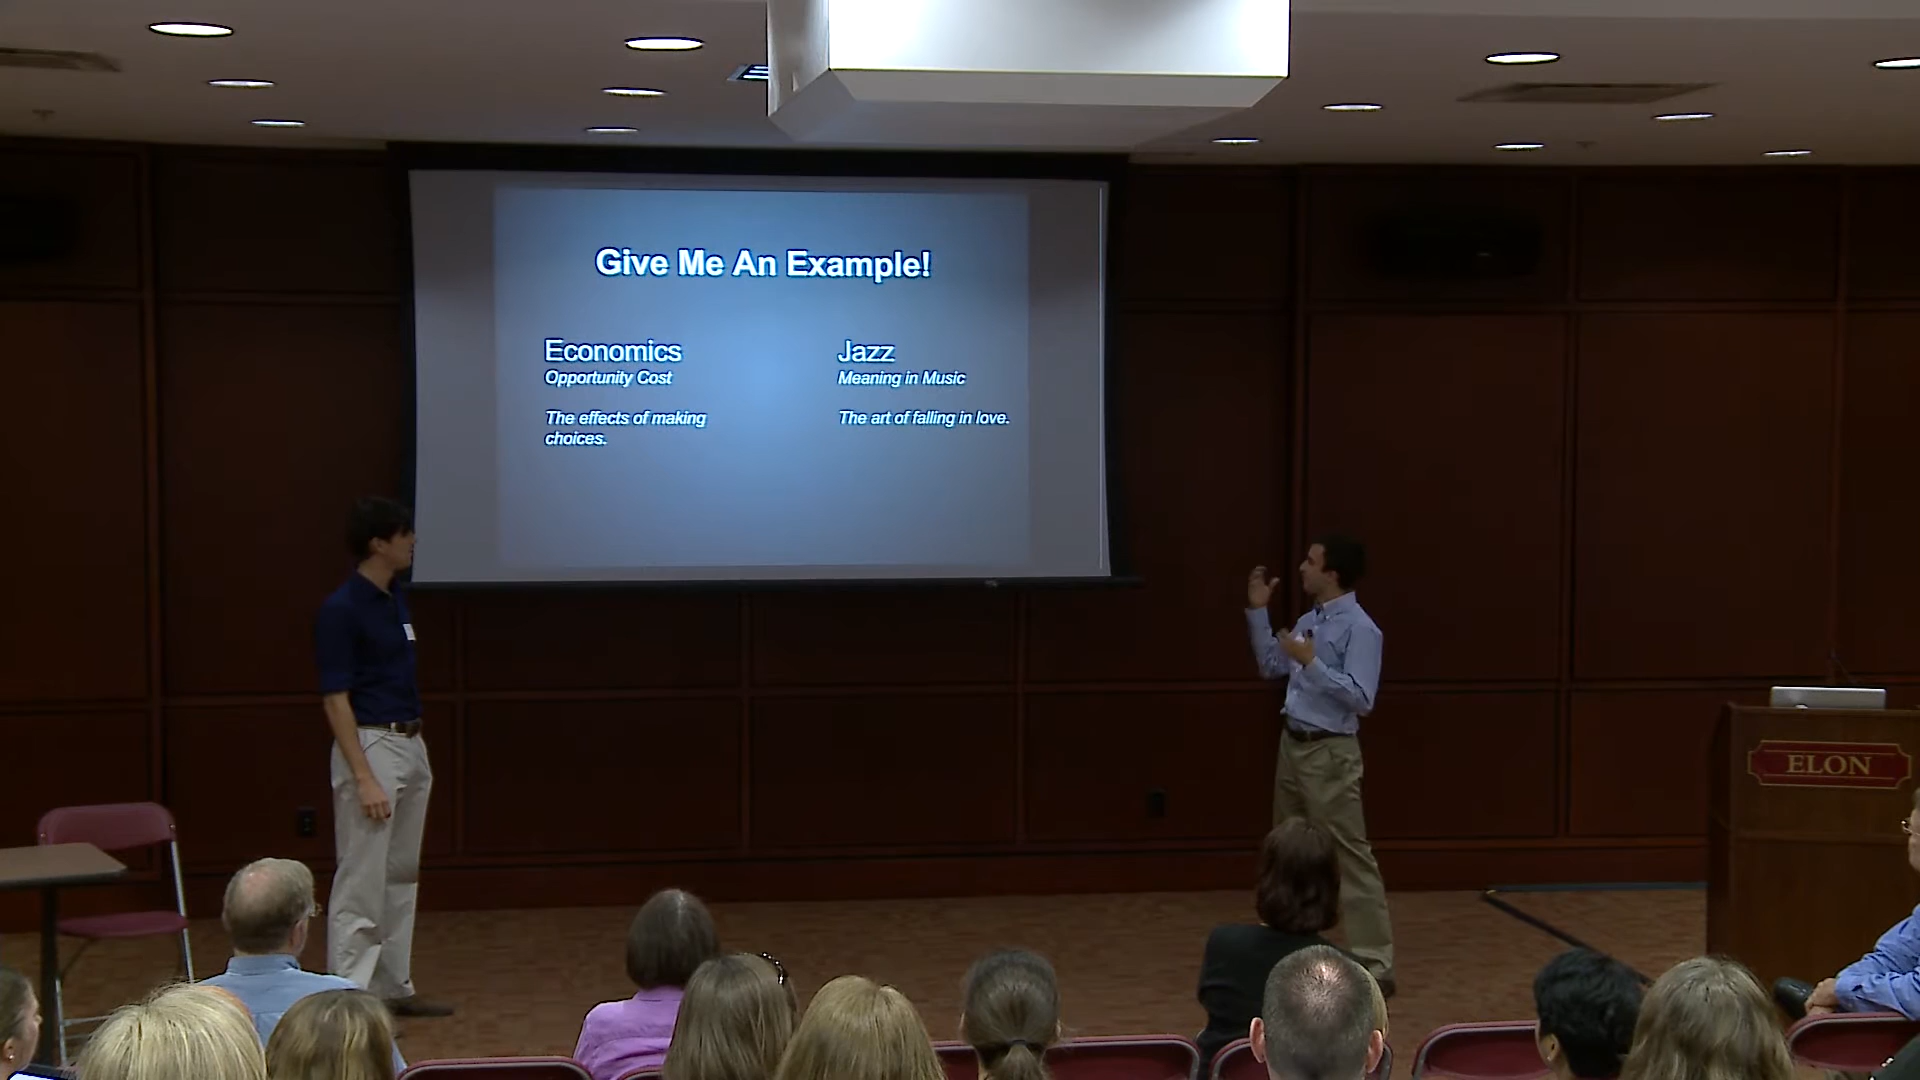 Give Me An Example!
Economics
Opportunity Cost
The effects of making
choices.
Jazz
Meaning in Music
The art of falling in love.
ELON